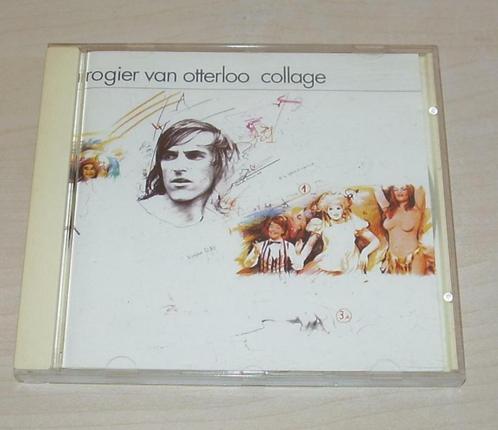 rogier van otterloo collage
1
3.